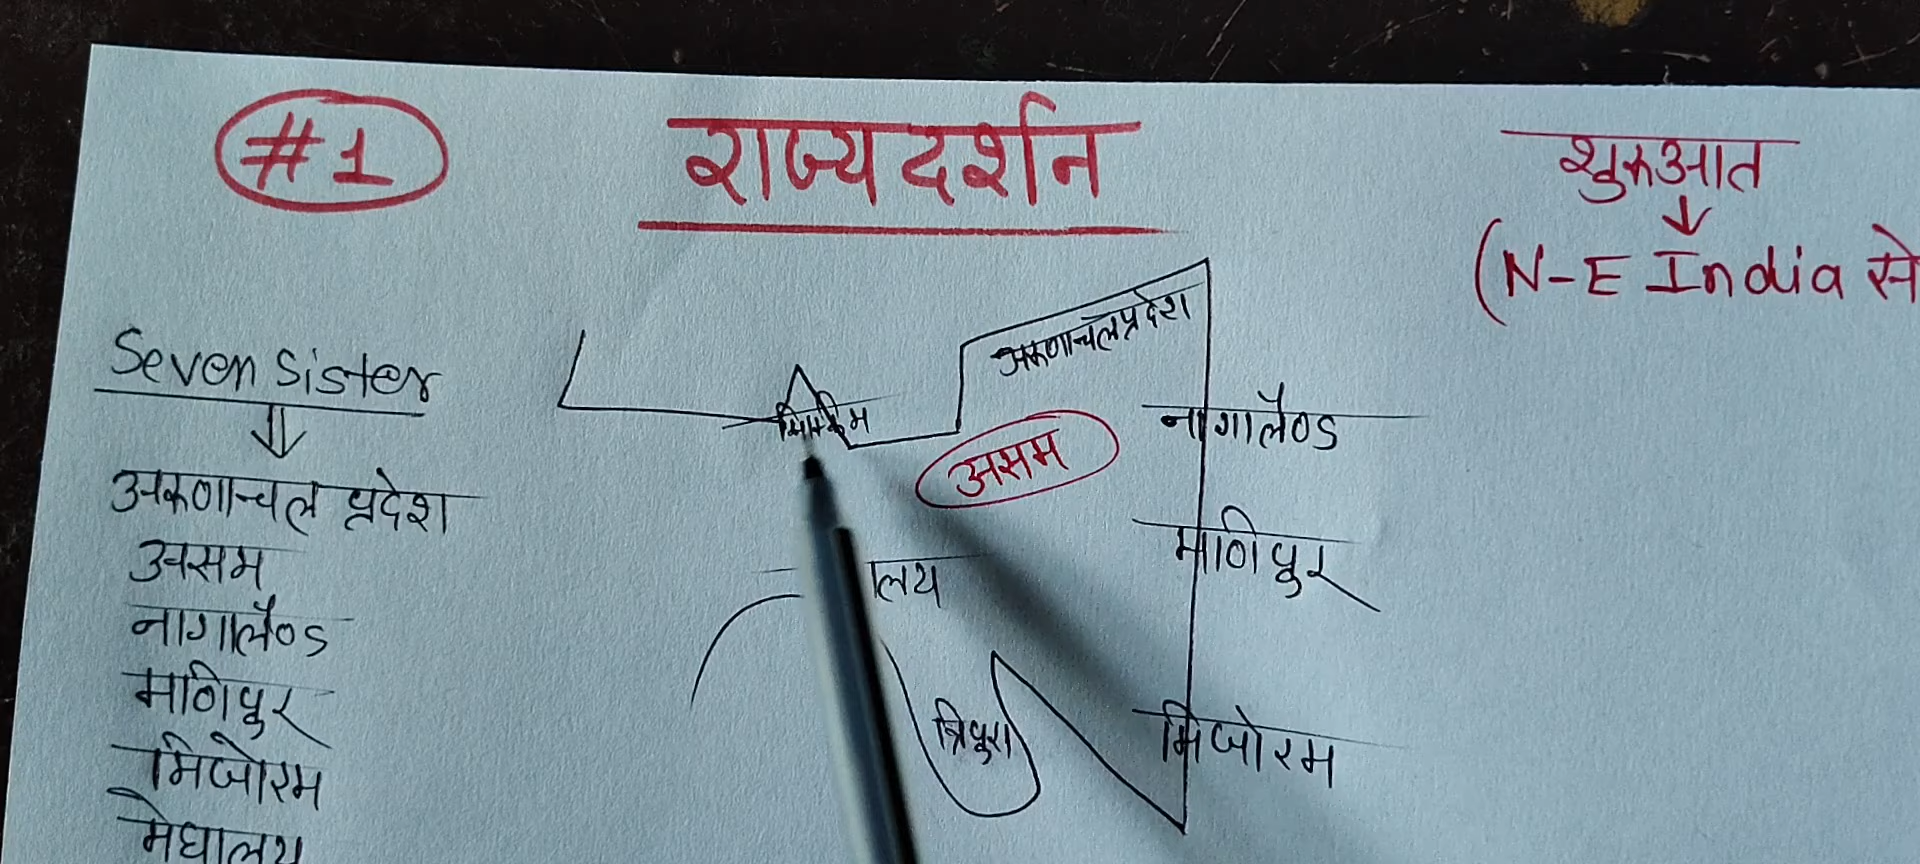 #1
राज्यदर्शन
शुरुआत
(N-E India से
Seven Sister
अरुणाचल प्रदेश
असम
नागालैण्ड
मणिपुर
मिजोरम
मेघालय
अरुणाचल प्रदेश
सिक्किम
असम
नागालैण्ड
मणिपुर
लय
त्रिपुरा
मिजोरम